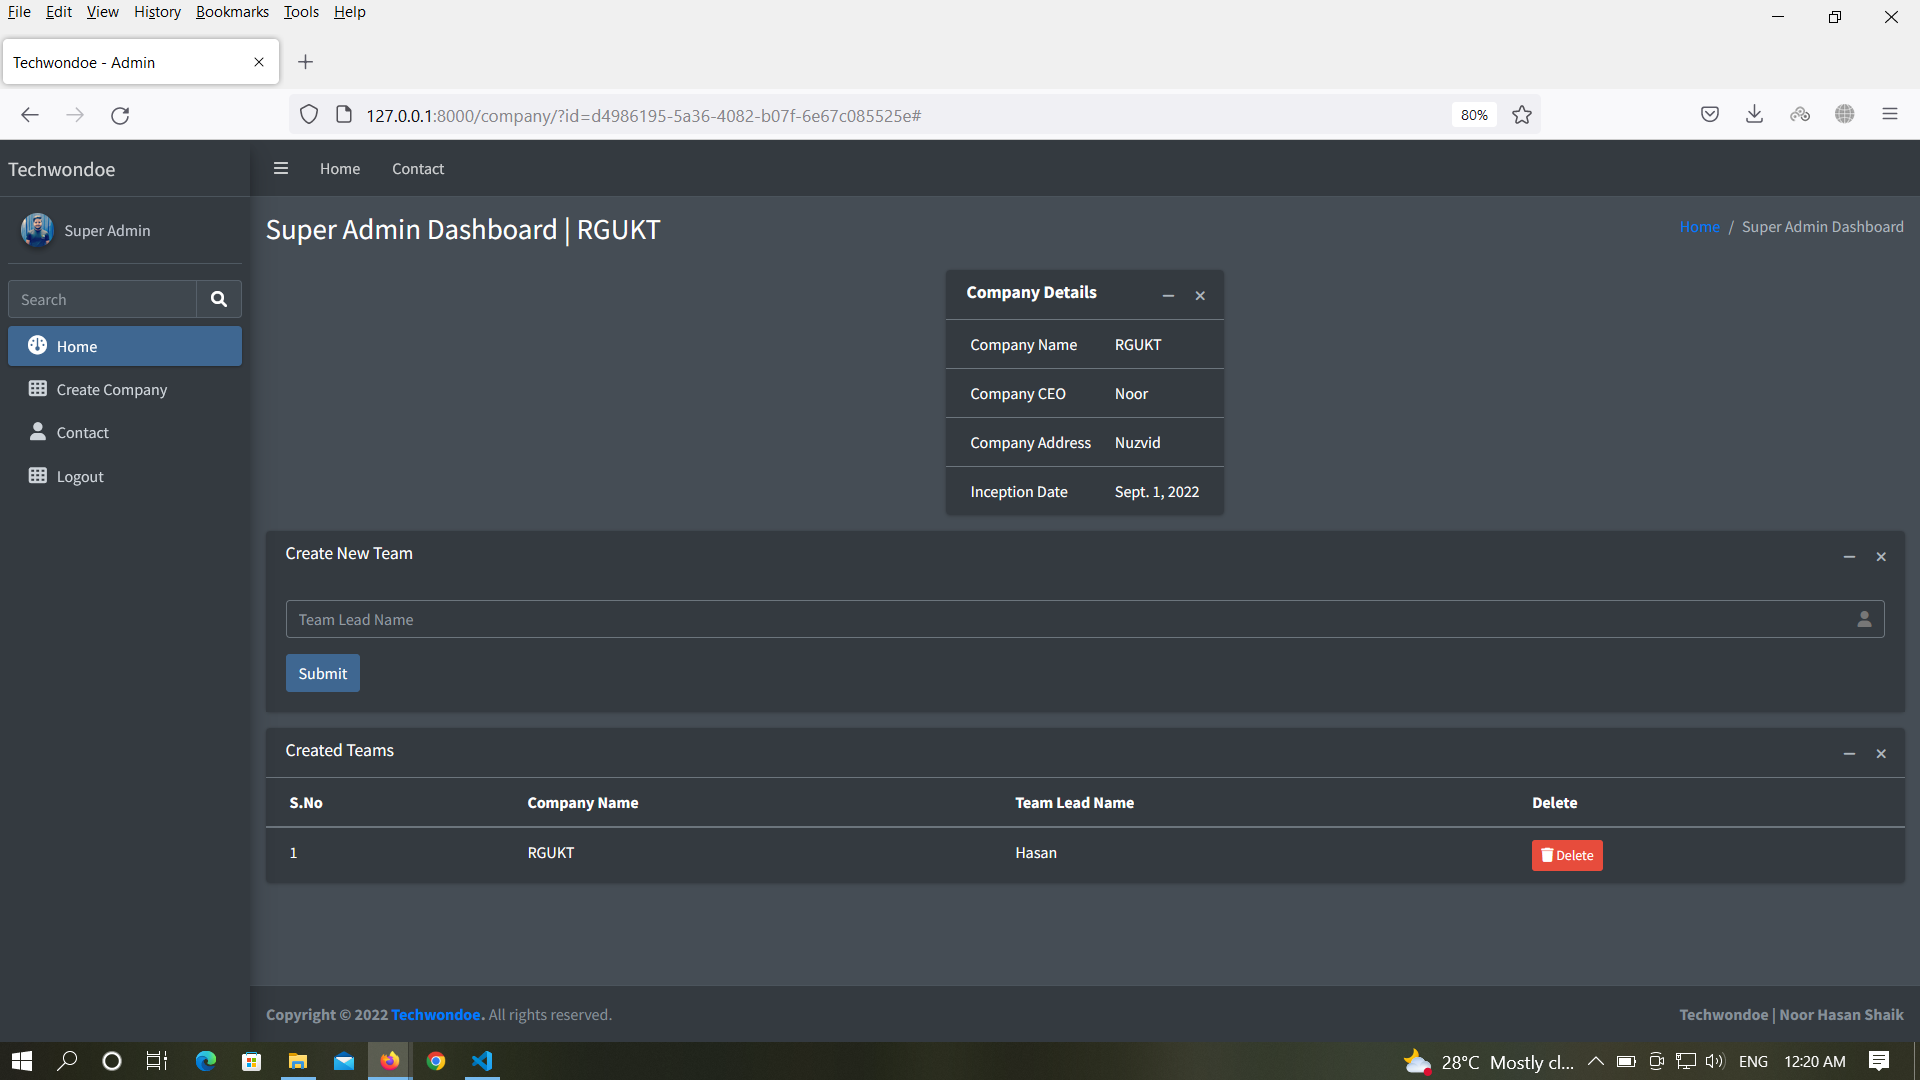 File Edit View History Bookmarks Tools Help
Techwondoe - Admin
127.0.0.1:8000/company/?id=d4986195-5a36-4082-b07f-6e67c085525e#
80%
Techwondoe
Home Contact
Super Admin
Super Admin Dashboard | RGUKT
Home / Super Admin Dashboard
Search
Home
Create Company
Contact
Logout
Company Details
Company Name RGUKT
Company CEO Noor
Company Address Nuzvid
Inception Date Sept. 1, 2022
Create New Team
Team Lead Name
Submit
Created Teams
S.No Company Name Team Lead Name Delete
1 RGUKT Hasan Delete
Copyright © 2022 Techwondoe. All rights reserved.
Techwondoe | Noor Hasan Shaik
28°C Mostly cl... ENG 12:20 AM